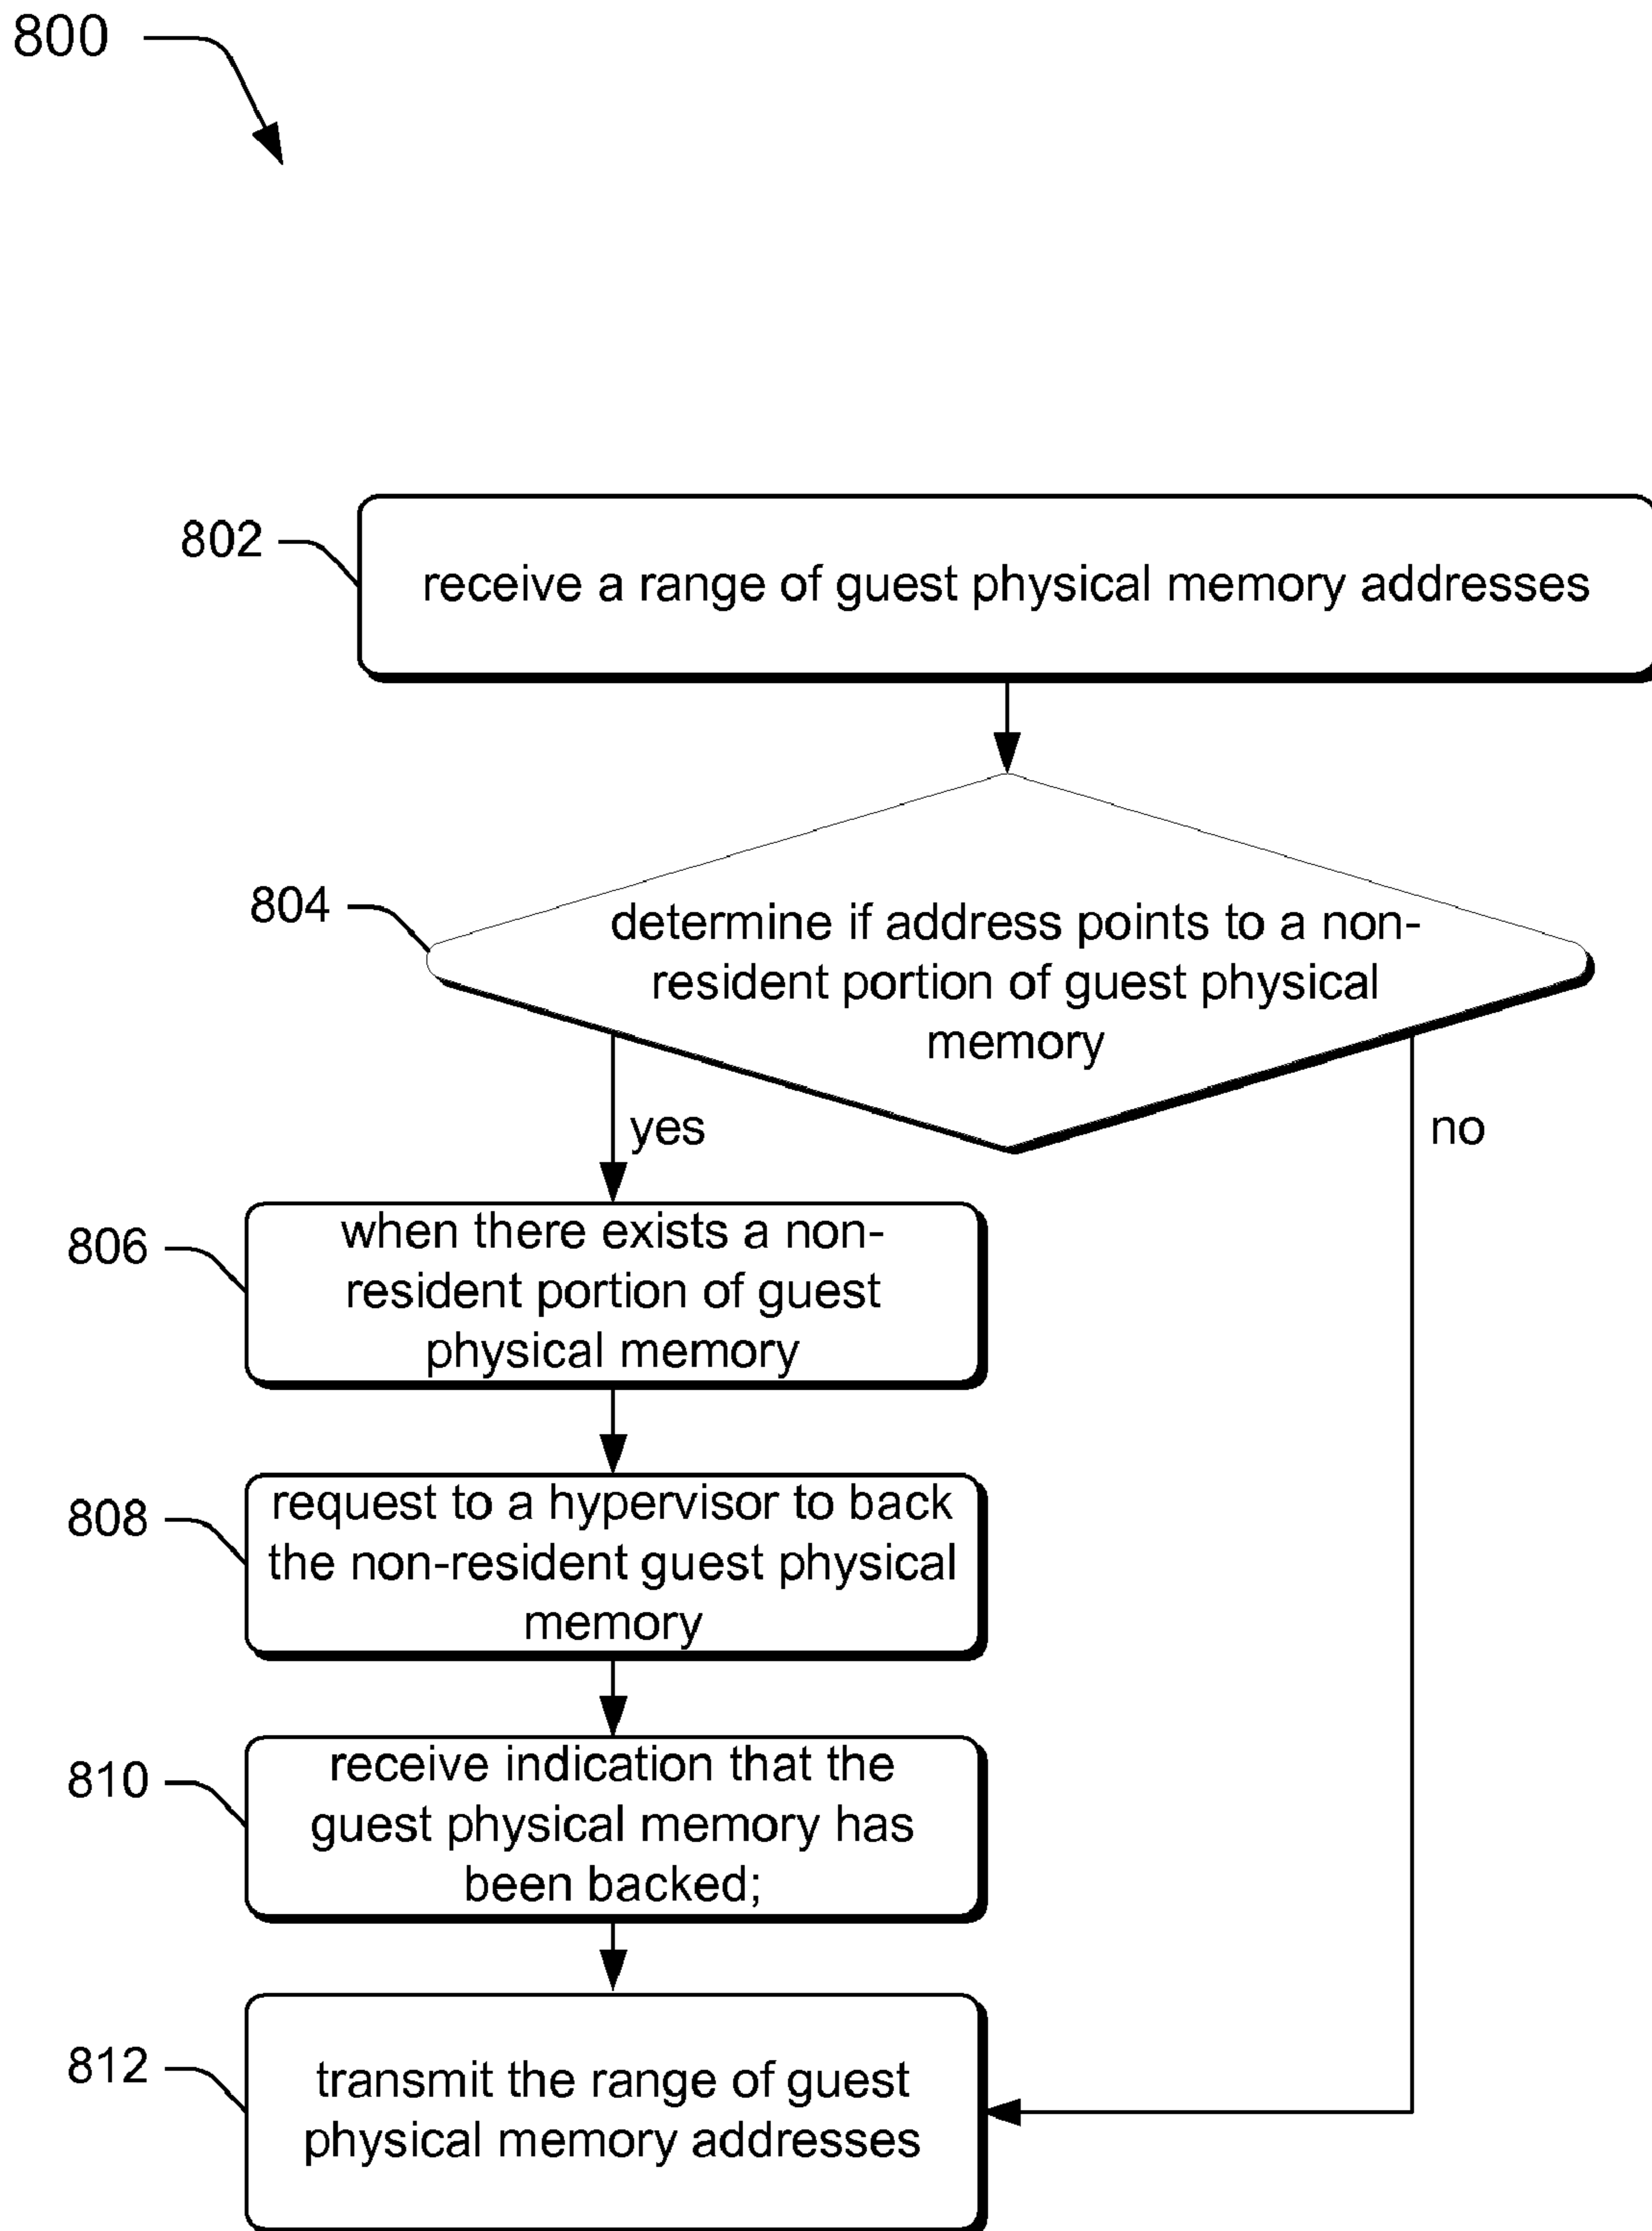 800
802
receive a range of guest physical memory addresses
804
determine if address points to a non-
resident portion of guest physical
memory
yes
no
806
when there exists a non-
resident portion of guest
physical memory
808
request to a hypervisor to back
the non-resident guest physical
memory
810
receive indication that the
guest physical memory has
been backed;
812
transmit the range of guest
physical memory addresses